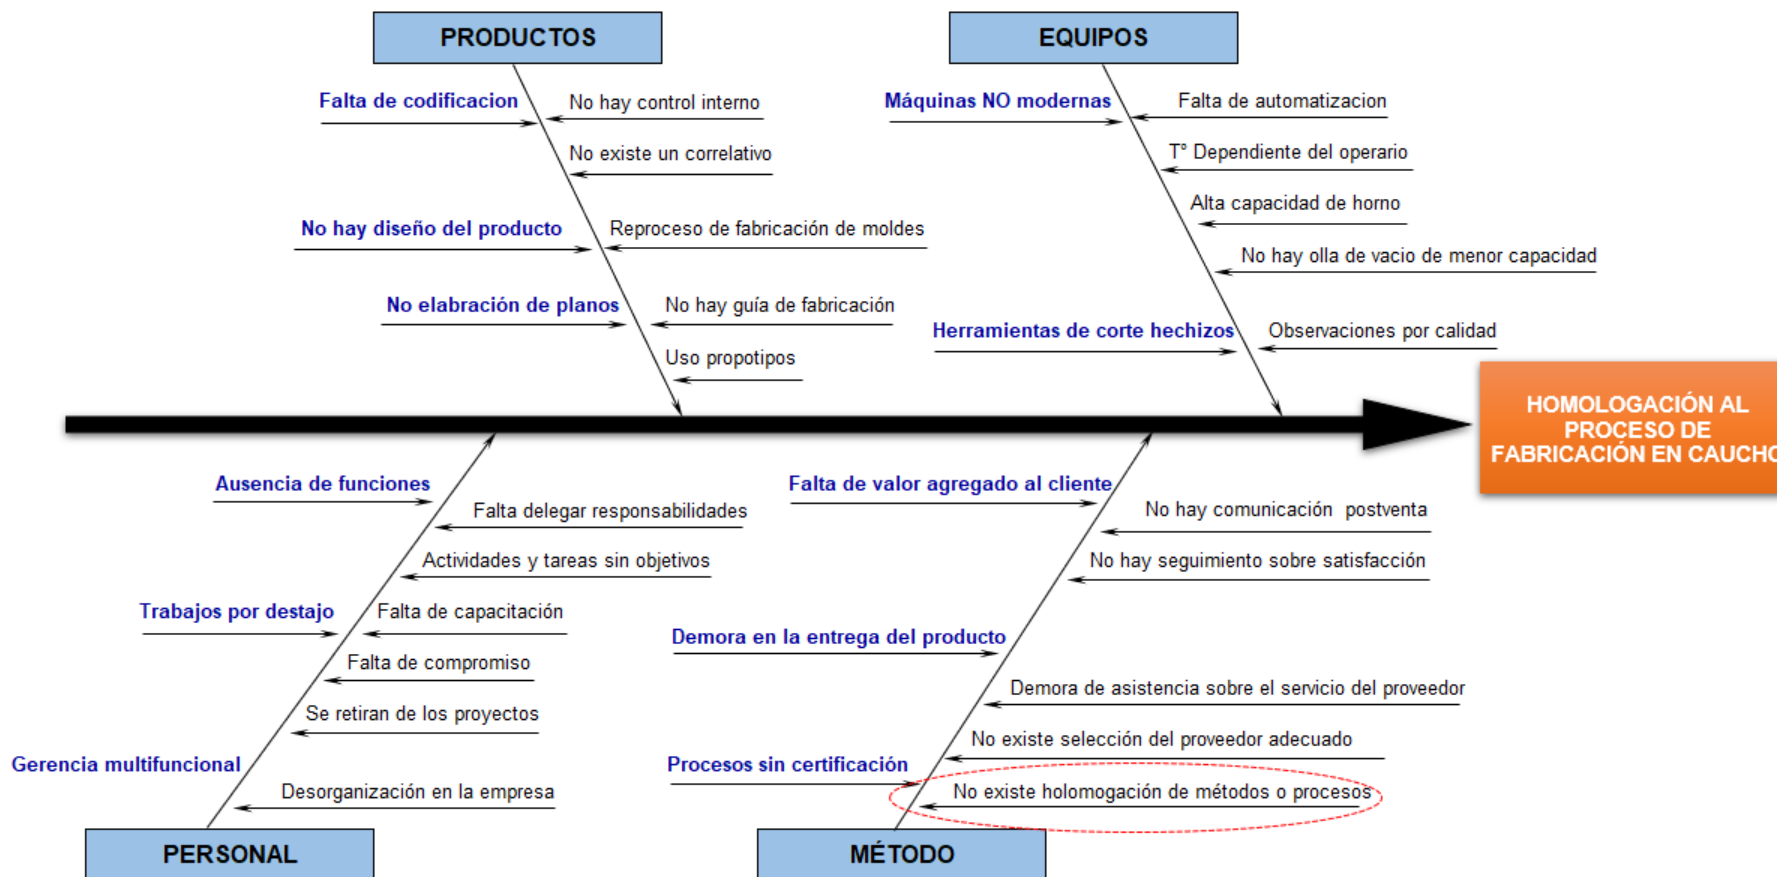 PRODUCTOS
EQUIPOS
Falta de codificacion
No hay control interno
No existe un correlativo
No hay diseño del producto
Reproceso de fabricación de moldes
No elabración de planos
No hay guía de fabricación
Uso propotipos
Máquinas NO modernas
Falta de automatizacion
T° Dependiente del operario
Alta capacidad de horno
No hay olla de vacio de menor capacidad
Herramientas de corte hechizos
Observaciones por calidad
HOMOLOGACIÓN AL
PROCESO DE
FABRICACIÓN EN CAUCHO
Ausencia de funciones
Falta delegar responsabilidades
Actividades y tareas sin objetivos
Trabajos por destajo
Falta de capacitación
Falta de compromiso
Se retiran de los proyectos
Gerencia multifuncional
Desorganización en la empresa
Falta de valor agregado al cliente
No hay comunicación postventa
No hay seguimiento sobre satisfacción
Demora en la entrega del producto
Demora de asistencia sobre el servicio del proveedor
No existe selección del proveedor adecuado
Procesos sin certificación
No existe holomogación de métodos o procesos
PERSONAL
MÉTODO